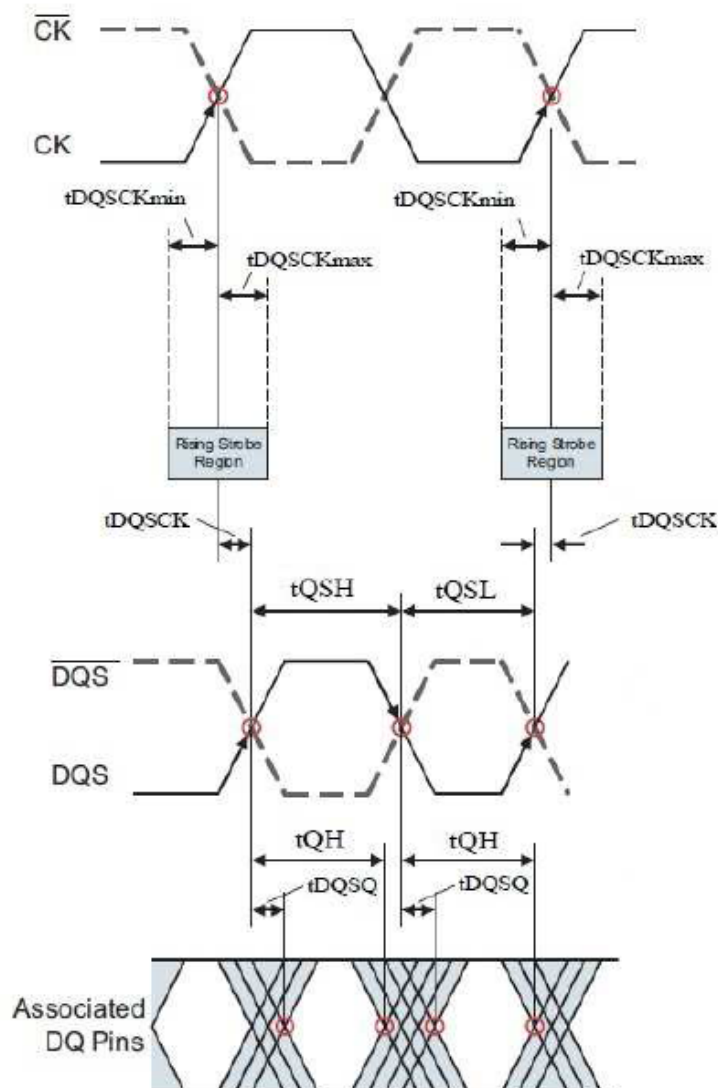 CK
CK
tDQSCKmin
tDQSCKmin
tDQSCKmax
tDQSCKmax
Rising Strobe
Region
Rising Strobe
Region
tDQSCK
tDQSCK
tQSH
tQSL
DQS
DQS
tQH
tQH
tDQSQ
tDQSQ
Associated
DQ Pins